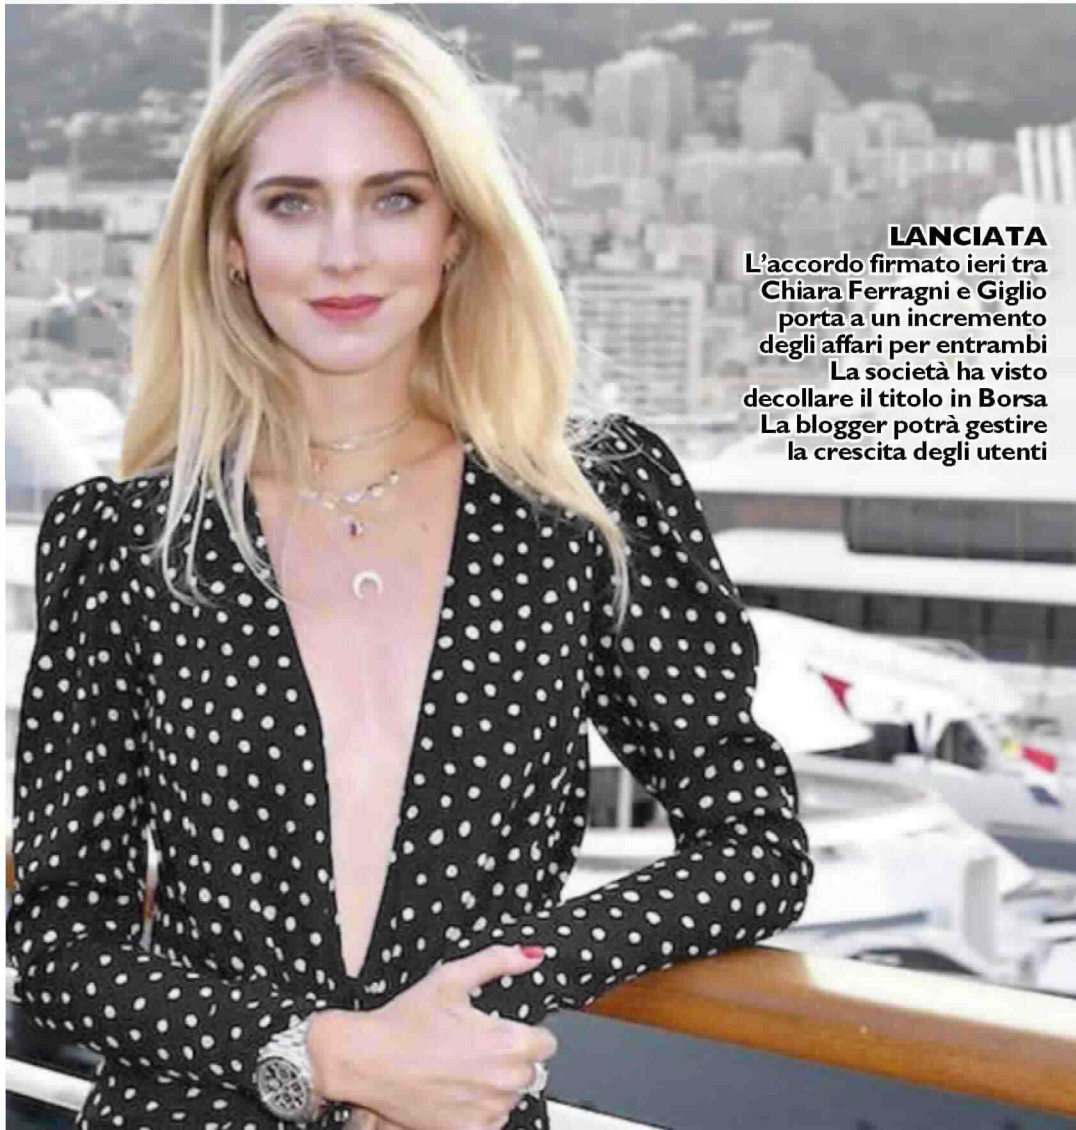 LANCIATA
L'accordo firmato ieri tra
Chiara Ferragni e Giglio
porta a un incremento
degli affari per entrambi
La società ha visto
decollare il titolo in Borsa
La blogger potrà gestire
la crescita degli utenti